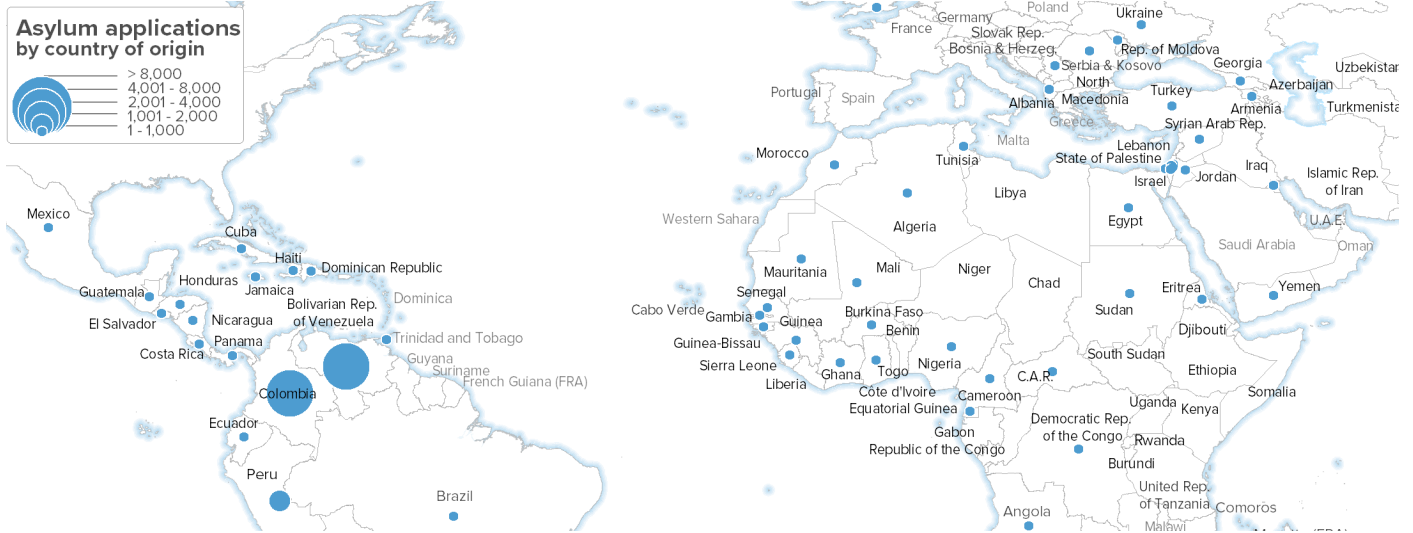 Asylum applications
by country of origin
> 8,000
4,001 - 8,000
2,001 - 4,000
1,001 - 2,000
1 - 1,000
Mexico
Cuba
Haiti
Dominican Republic
Guatemala
Honduras
Jamaica
Bolivarian Rep.
of Venezuela
Dominica
El Salvador
Nicaragua
Panama
Costa Rica
Trinidad and Tobago
Guyana
Suriname
French Guiana (FRA)
Colombia
Ecuador
Peru
Brazil
Poland
Germany
Ukraine
France
Slovak Rep.
Bosnia & Herzeg.
Rep. of Moldova
Serbia & Kosovo
Georgia
Uzbekistan
North
Macedonia
Azerbaijan
Portugal
Spain
Albania
Turkey
Armenia
Turkmenista
Greece
Syrian Arab Rep.
Malta
Lebanon
Morocco
Tunisia
State of Palestine
Israel
Jordan
Iraq
Islamic Rep.
of Iran
Libya
Western Sahara
Algeria
Egypt
U.A.E.
Saudi Arabia
Oman
Mauritania
Mali
Niger
Chad
Senegal
Eritrea
Yemen
Cabo Verde
Gambia
Guinea
Burkina Faso
Benin
Sudan
Djibouti
Guinea-Bissau
Sierra Leone
Liberia
Ghana
Togo
Nigeria
South Sudan
Ethiopia
C.A.R.
Côte d'Ivoire
Cameroon
Somalia
Equatorial Guinea
Uganda
Kenya
Democratic Rep.
of the Congo
Gabon
Republic of the Congo
Rwanda
Burundi
United Rep.
of Tanzania
Angola
Comoros
Malawi